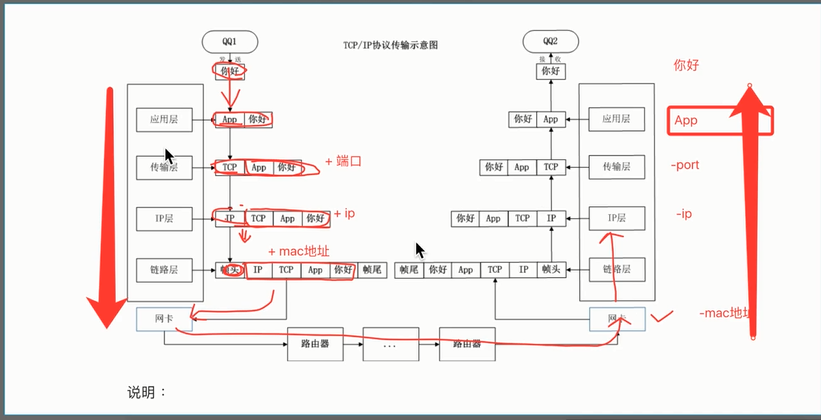 QQ1
TCP/IP协议传输示意图
QQ2
发 送
接 收
你好
你好
你好
应用层
App 你好
你好 App
应用层
App
传输层
TCP App 你好
+ 端口
你好 App TCP
传输层
-port
IP层
IP TCP App 你好
+ ip
你好 App TCP IP
IP层
-ip
+ mac地址
链路层
帧头 IP TCP App 你好 帧尾
帧尾 你好 App TCP IP 帧头
链路层
网卡
网卡
-mac地址
路由器
...
路由器
说明：